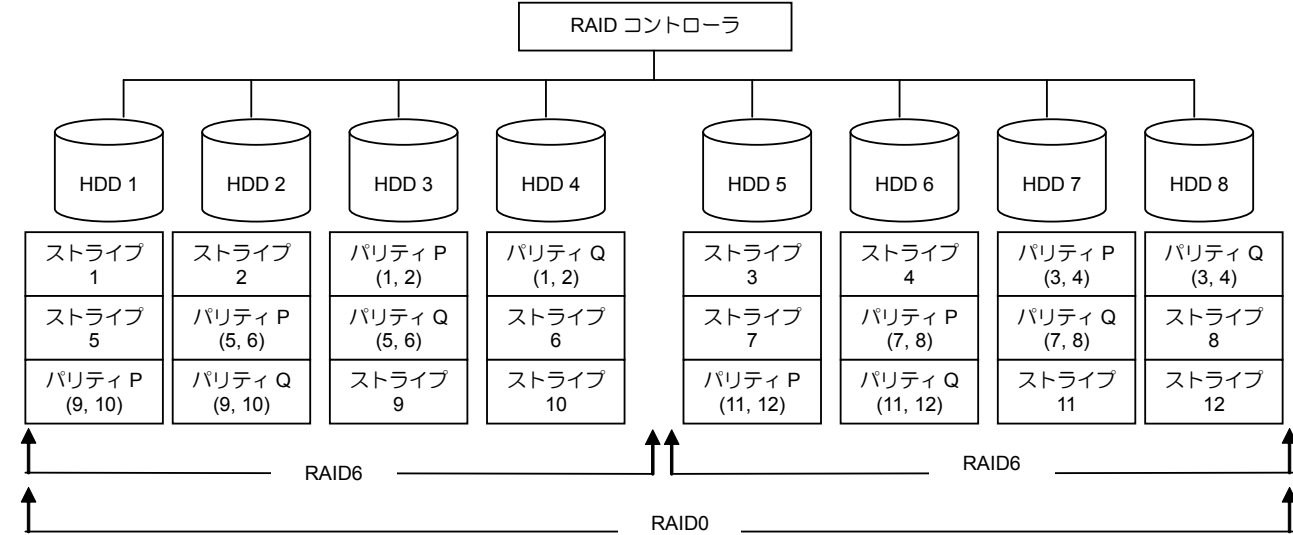 RAID コントローラ
HDD 1
HDD 2
HDD 3
HDD 4
HDD 5
HDD 6
HDD 7
HDD 8
ストライプ
1
ストライプ
2
パリティ P
(1, 2)
パリティ Q
(1, 2)
ストライプ
3
ストライプ
4
パリティ P
(3, 4)
パリティ Q
(3, 4)
ストライプ
5
パリティ P
(5, 6)
パリティ Q
(5, 6)
ストライプ
6
ストライプ
7
パリティ P
(7, 8)
パリティ Q
(7, 8)
ストライプ
8
パリティ P
(9, 10)
パリティ Q
(9, 10)
ストライプ
9
ストライプ
10
パリティ P
(11, 12)
パリティ Q
(11, 12)
ストライプ
11
ストライプ
12
RAID6
RAID6
RAID0